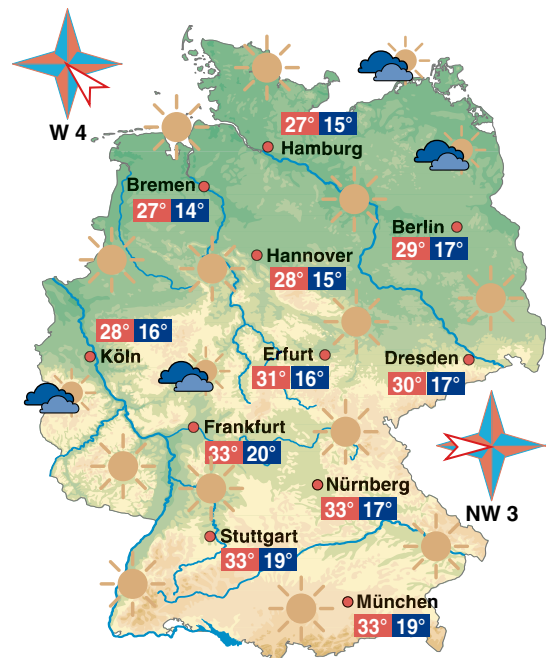 W 4
27° 15°
Hamburg
Bremen
27° 14°
Berlin
29° 17°
Hannover
28° 15°
28° 16°
Köln
Erfurt
31° 16°
Dresden
30° 17°
Frankfurt
33° 20°
Nürnberg
33° 17°
NW 3
Stuttgart
33° 19°
München
33° 19°